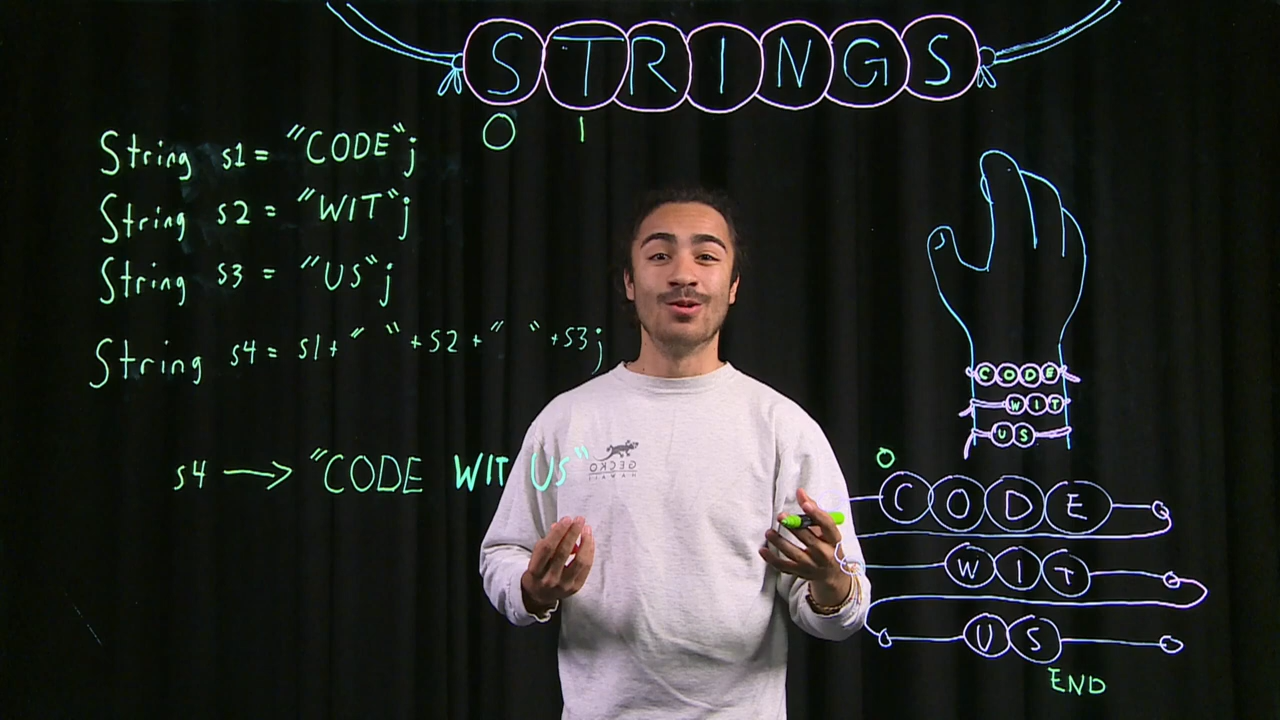 STRINGS
0 1
String s1 = "CODE";
String s2 = "WIT";
String s3 = "US";
String s4 = s1 + " " + s2 + " " + s3;
s4 → "CODE WIT US"
GECKO
HAWAII
CODE
WIT
US
0
CODE
WIT
US
END